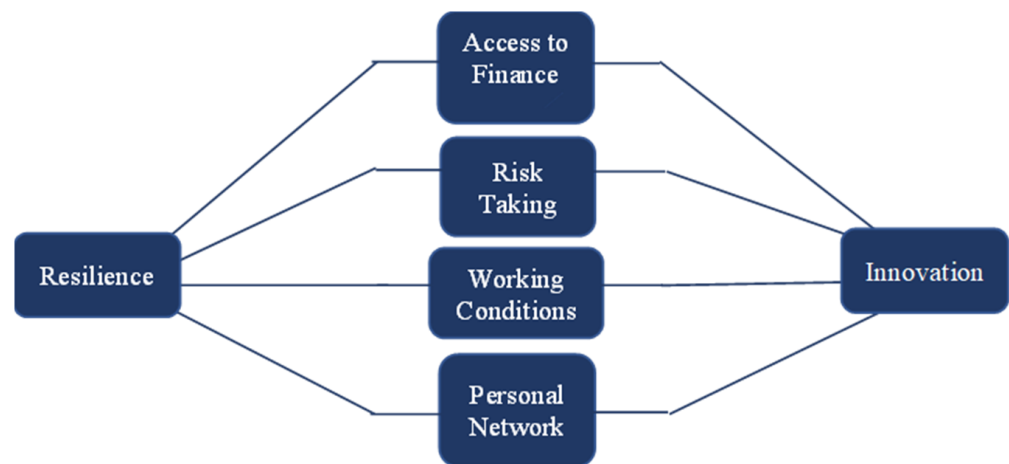 Access to
Finance
Risk
Taking
Resilience
Working
Conditions
Innovation
Personal
Network